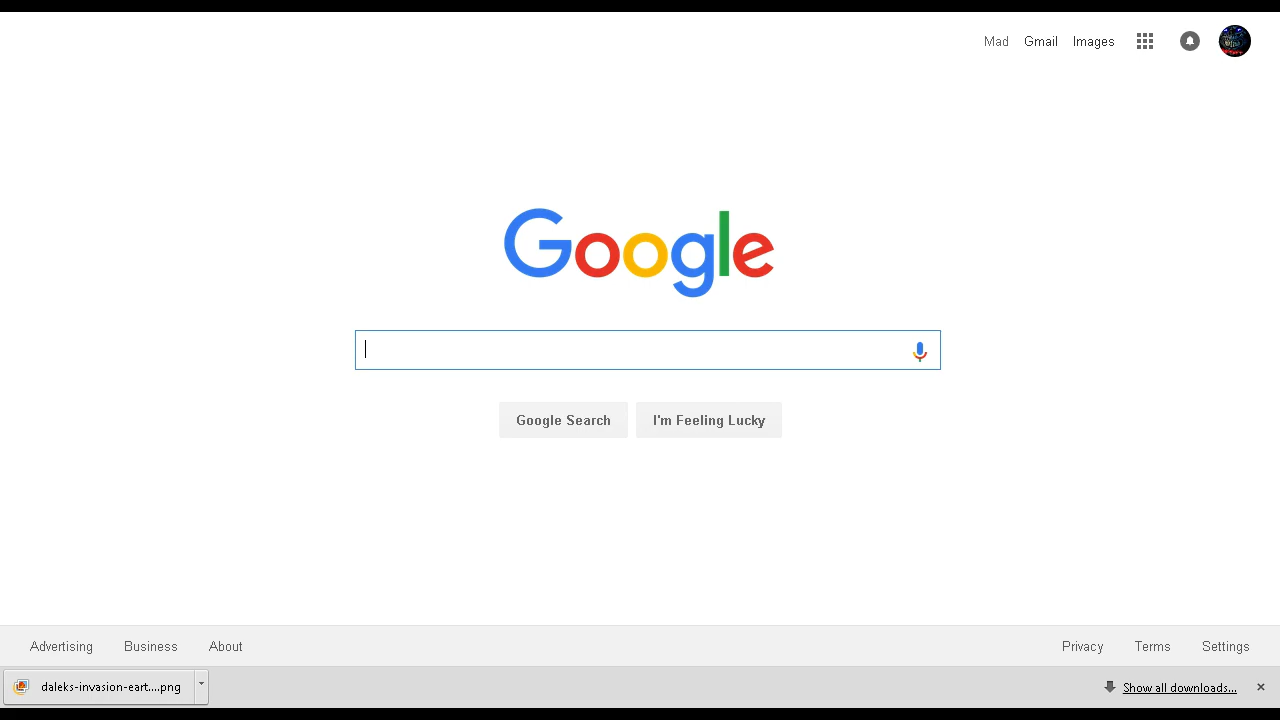 Mad Gmail Images
Google
Google Search I'm Feeling Lucky
Advertising Business About Privacy Terms Settings
daleks-invasion-eart....png Show all downloads...